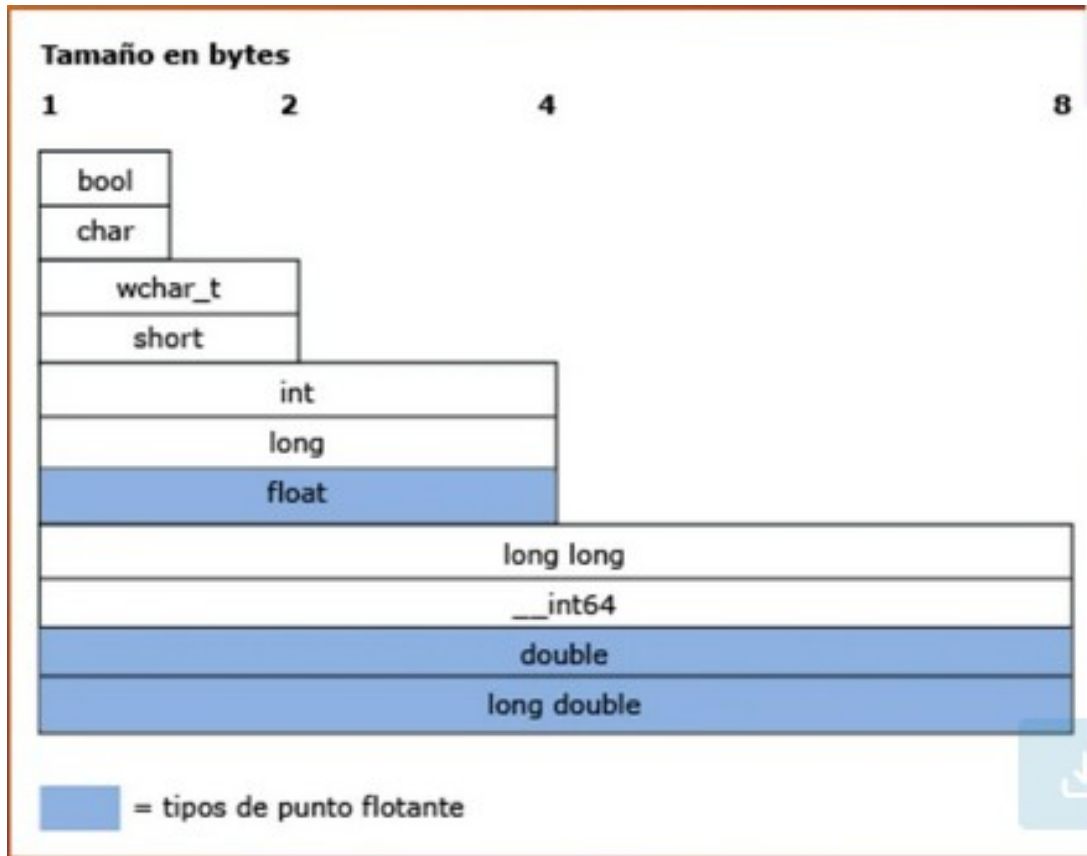 Tamaño en bytes
1 2 4 8
bool
char
wchar_t
short
int
long
float
long long
__int64
double
long double
= tipos de punto flotante